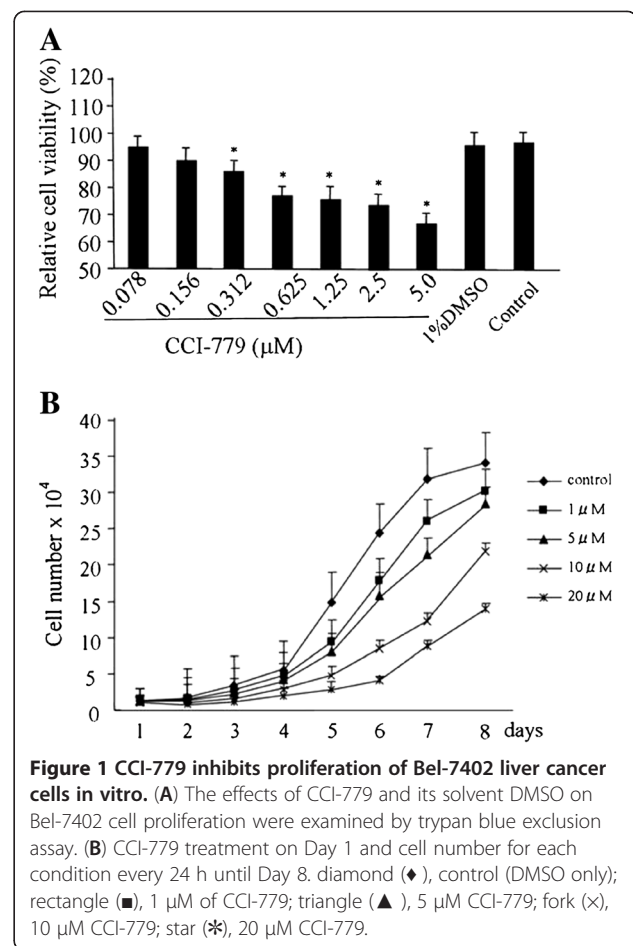 A
Relative cell viability (%)
120
110
100
90
80
70
60
50
* * * * *
0.078 0.156 0.312 0.625 1.25 2.5 5.0 1%DMSO Control
CCI-779 (μM)
B
Cell number x 10⁴
40
35
30
25
20
15
10
5
0
1 2 3 4 5 6 7 8 days
control
1 μM
5 μM
10 μM
20 μM
Figure 1 CCI-779 inhibits proliferation of Bel-7402 liver cancer
cells in vitro. (A) The effects of CCI-779 and its solvent DMSO on
Bel-7402 cell proliferation were examined by trypan blue exclusion
assay. (B) CCI-779 treatment on Day 1 and cell number for each
condition every 24 h until Day 8. diamond (♦ ), control (DMSO only);
rectangle (■), 1 μM of CCI-779; triangle ( ▲ ), 5 μM CCI-779; fork (×),
10 μM CCI-779; star (✻), 20 μM CCI-779.